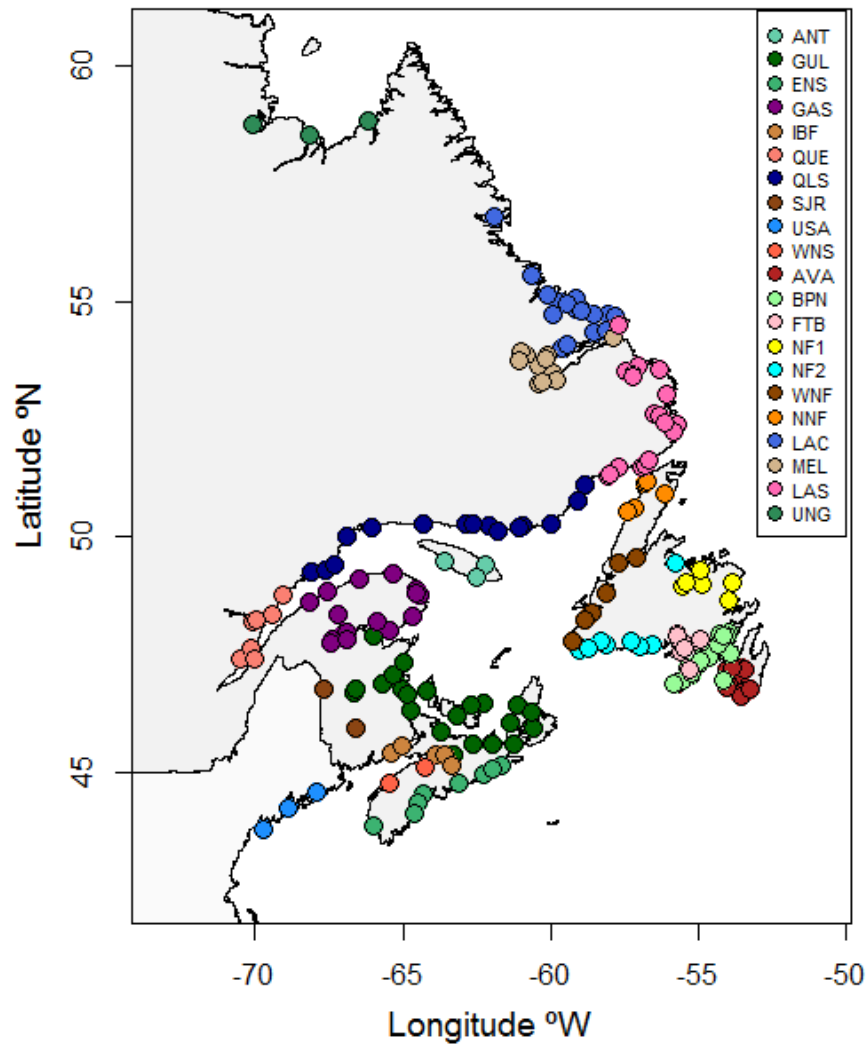 60
55
50
45
Latitude ºN
-70
-65
-60
-55
-50
Longitude ºW
ANT
GUL
ENS
GAS
IBF
QUE
QLS
SJR
USA
WNS
AVA
BPN
FTB
NF1
NF2
WNF
NNF
LAC
MEL
LAS
UNG